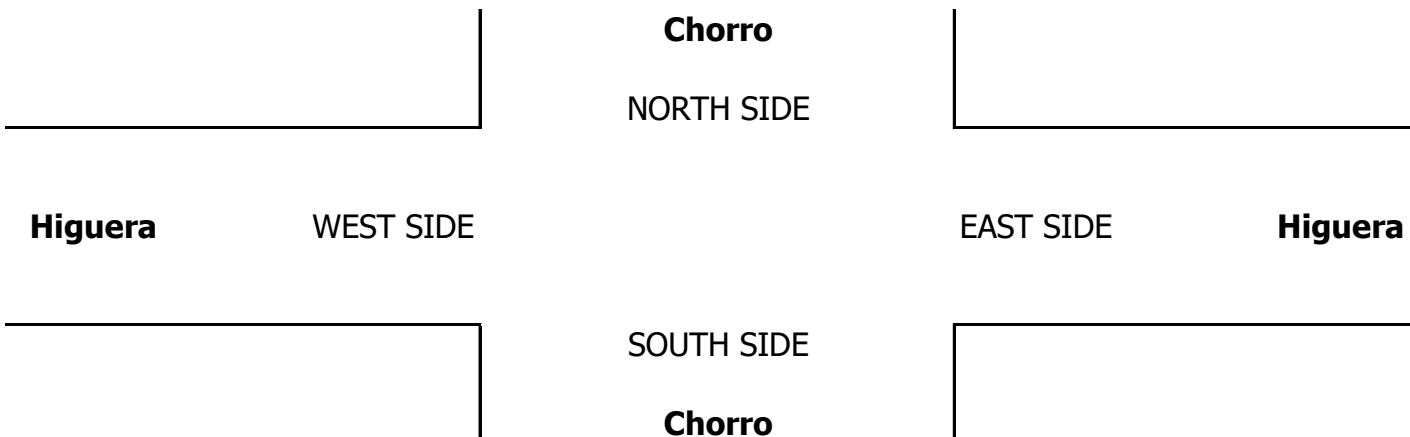 Chorro
NORTH SIDE
Higuera WEST SIDE EAST SIDE Higuera
SOUTH SIDE
Chorro